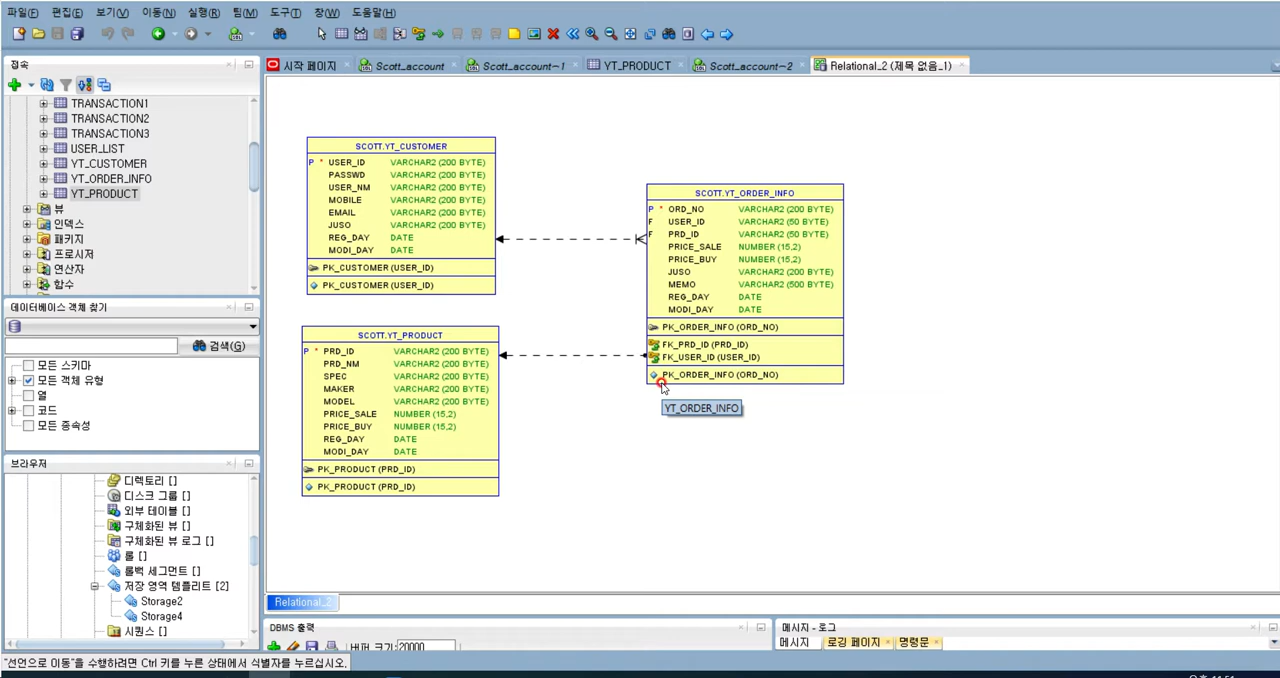 파일(F) 편집(E) 보기(V) 이동(N) 실행(R) 팀(M) 도구(T) 창(W) 도움말(H)
접속
시작 페이지
Scott_account
Scott_account~1
YT_PRODUCT
Scott_account~2
Relational_2 (제목 없음_1)
TRANSACTION1
TRANSACTION2
TRANSACTION3
USER_LIST
YT_CUSTOMER
YT_ORDER_INFO
YT_PRODUCT
뷰
인덱스
패키지
프로시저
연산자
함수
데이터베이스 객체 찾기
검색(G)
모든 스키마
모든 객체 유형
열
코드
모든 종속성
브라우저
디렉토리 []
디스크 그룹 []
외부 테이블 []
구체화된 뷰 []
구체화된 뷰 로그 []
롤 []
롤백 세그먼트 []
저장 영역 템플리트 [2]
Storage2
Storage4
시퀀스 []
SCOTT.YT_CUSTOMER
P * USER_ID VARCHAR2 (200 BYTE)
PASSWD VARCHAR2 (200 BYTE)
USER_NM VARCHAR2 (200 BYTE)
MOBILE VARCHAR2 (200 BYTE)
EMAIL VARCHAR2 (200 BYTE)
JUSO VARCHAR2 (200 BYTE)
REG_DAY DATE
MODI_DAY DATE
PK_CUSTOMER (USER_ID)
PK_CUSTOMER (USER_ID)
SCOTT.YT_PRODUCT
P * PRD_ID VARCHAR2 (200 BYTE)
PRD_NM VARCHAR2 (200 BYTE)
SPEC VARCHAR2 (200 BYTE)
MAKER VARCHAR2 (200 BYTE)
MODEL VARCHAR2 (200 BYTE)
PRICE_SALE NUMBER (15,2)
PRICE_BUY NUMBER (15,2)
REG_DAY DATE
MODI_DAY DATE
PK_PRODUCT (PRD_ID)
PK_PRODUCT (PRD_ID)
SCOTT.YT_ORDER_INFO
P * ORD_NO VARCHAR2 (200 BYTE)
F USER_ID VARCHAR2 (50 BYTE)
F PRD_ID VARCHAR2 (50 BYTE)
PRICE_SALE NUMBER (15,2)
PRICE_BUY NUMBER (15,2)
JUSO VARCHAR2 (200 BYTE)
MEMO VARCHAR2 (500 BYTE)
REG_DAY DATE
MODI_DAY DATE
PK_ORDER_INFO (ORD_NO)
FK_PRD_ID (PRD_ID)
FK_USER_ID (USER_ID)
PK_ORDER_INFO (ORD_NO)
YT_ORDER_INFO
Relational_2
DBMS 출력
버퍼 크기: 20000
메시지 - 로그
메시지 로깅 페이지 명령문
"선언으로 이동"을 수행하려면 Ctrl 키를 누른 상태에서 식별자를 누르십시오.